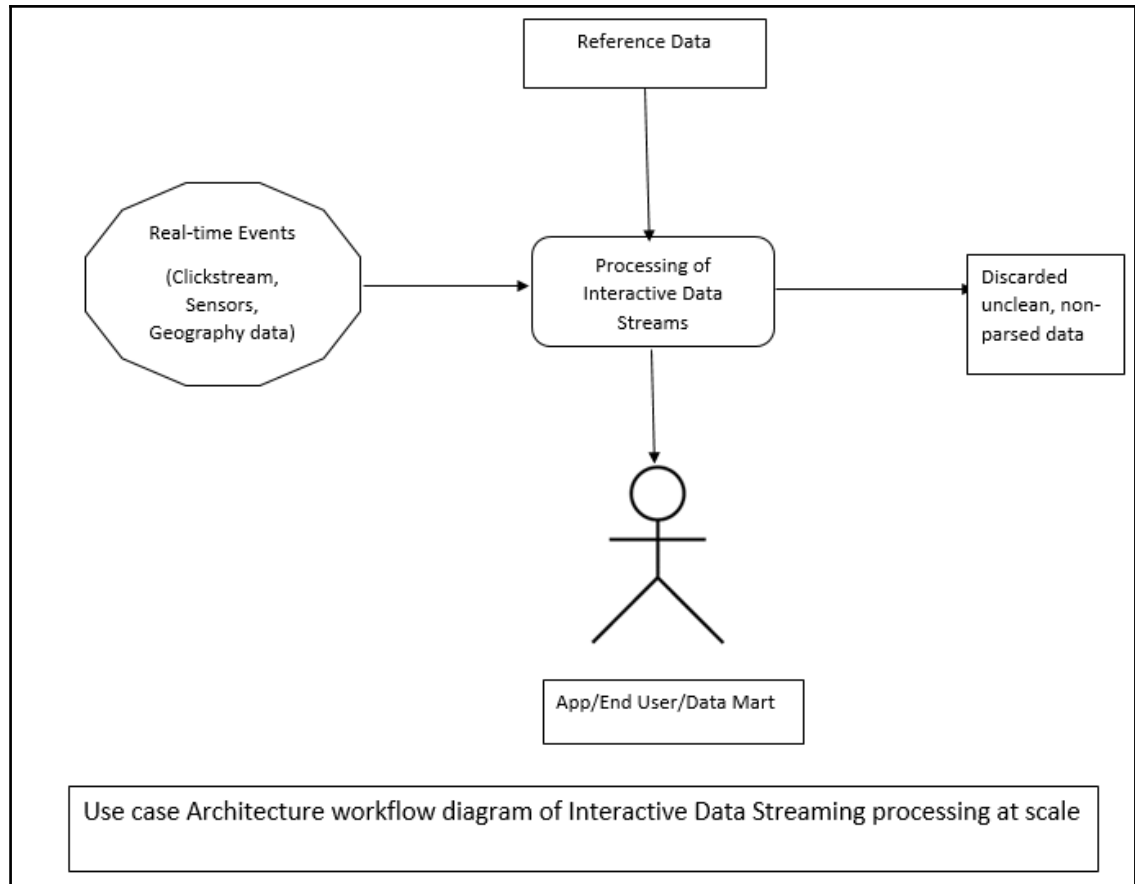 Reference Data
Real-time Events
(Clickstream,
Sensors,
Geography data)
Processing of
Interactive Data
Streams
Discarded
unclean, non-
parsed data
App/End User/Data Mart
Use case Architecture workflow diagram of Interactive Data Streaming processing at scale